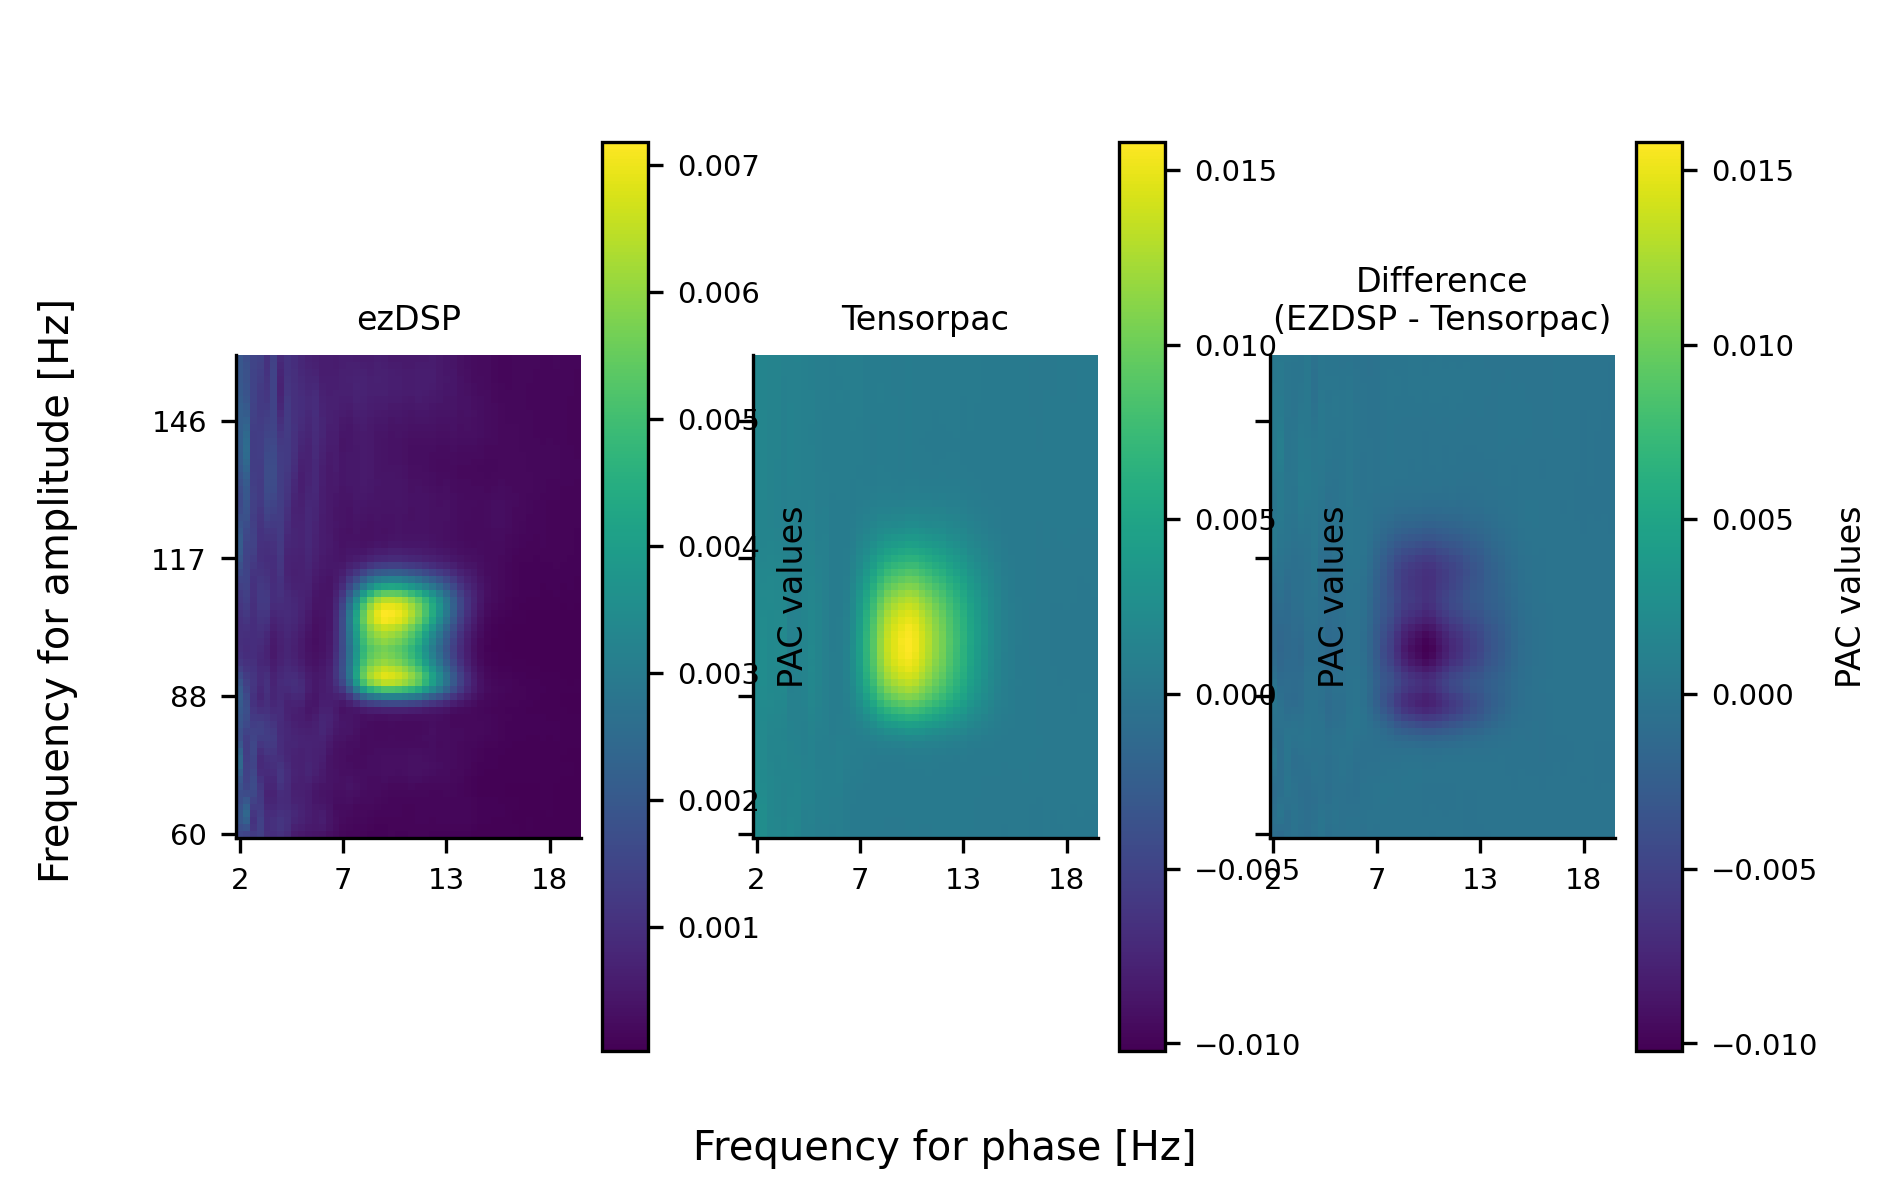 Frequency for amplitude [Hz]
ezDSP
146
117
88
60
2 7 13 18
0.007
0.006
0.005
0.004
0.003
0.002
0.001
PAC values
Tensorpac
2 7 13 18
0.015
0.010
0.005
0.000
−0.005
−0.010
PAC values
Difference
(EZDSP - Tensorpac)
2 7 13 18
0.015
0.010
0.005
0.000
−0.005
−0.010
PAC values
Frequency for phase [Hz]